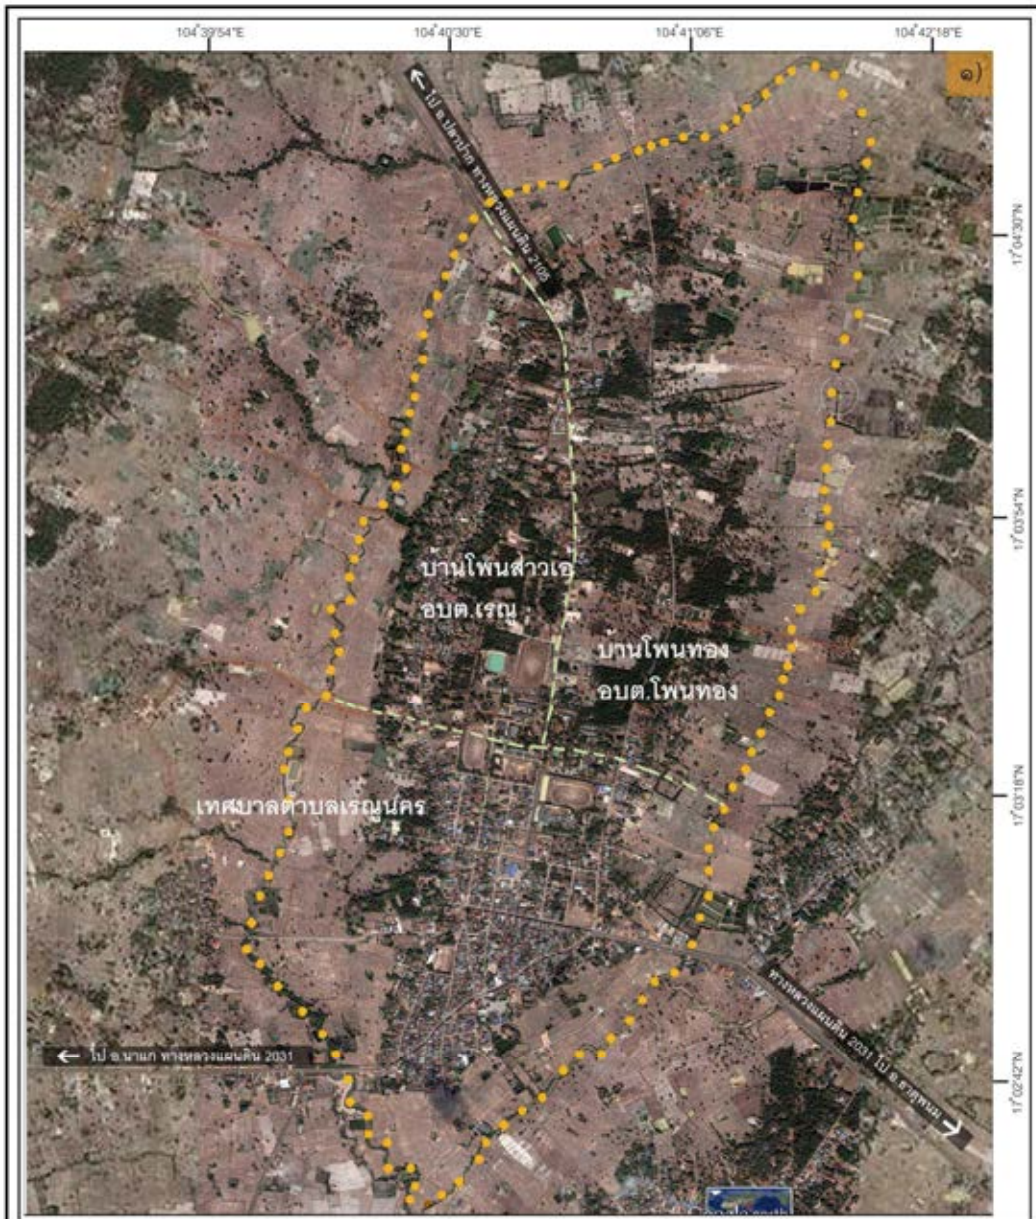 104°39'54"E
104°40'30"E
104°41'06"E
104°42'18"E
๑)
ไป อ.ปลาปาก ทางหลวงแผ่นดิน 2105
17°04'30"N
17°03'54"N
บ้านโพนสาวเอ้
อบต.เรณู
บ้านโพนทอง
อบต.โพนทอง
17°03'18"N
เทศบาลตำบลเรณูนคร
ทางหลวงแผ่นดิน 2031 ไป อ.ธาตุพนม
ไป อ.นาแก ทางหลวงแผ่นดิน 2031
17°02'42"N